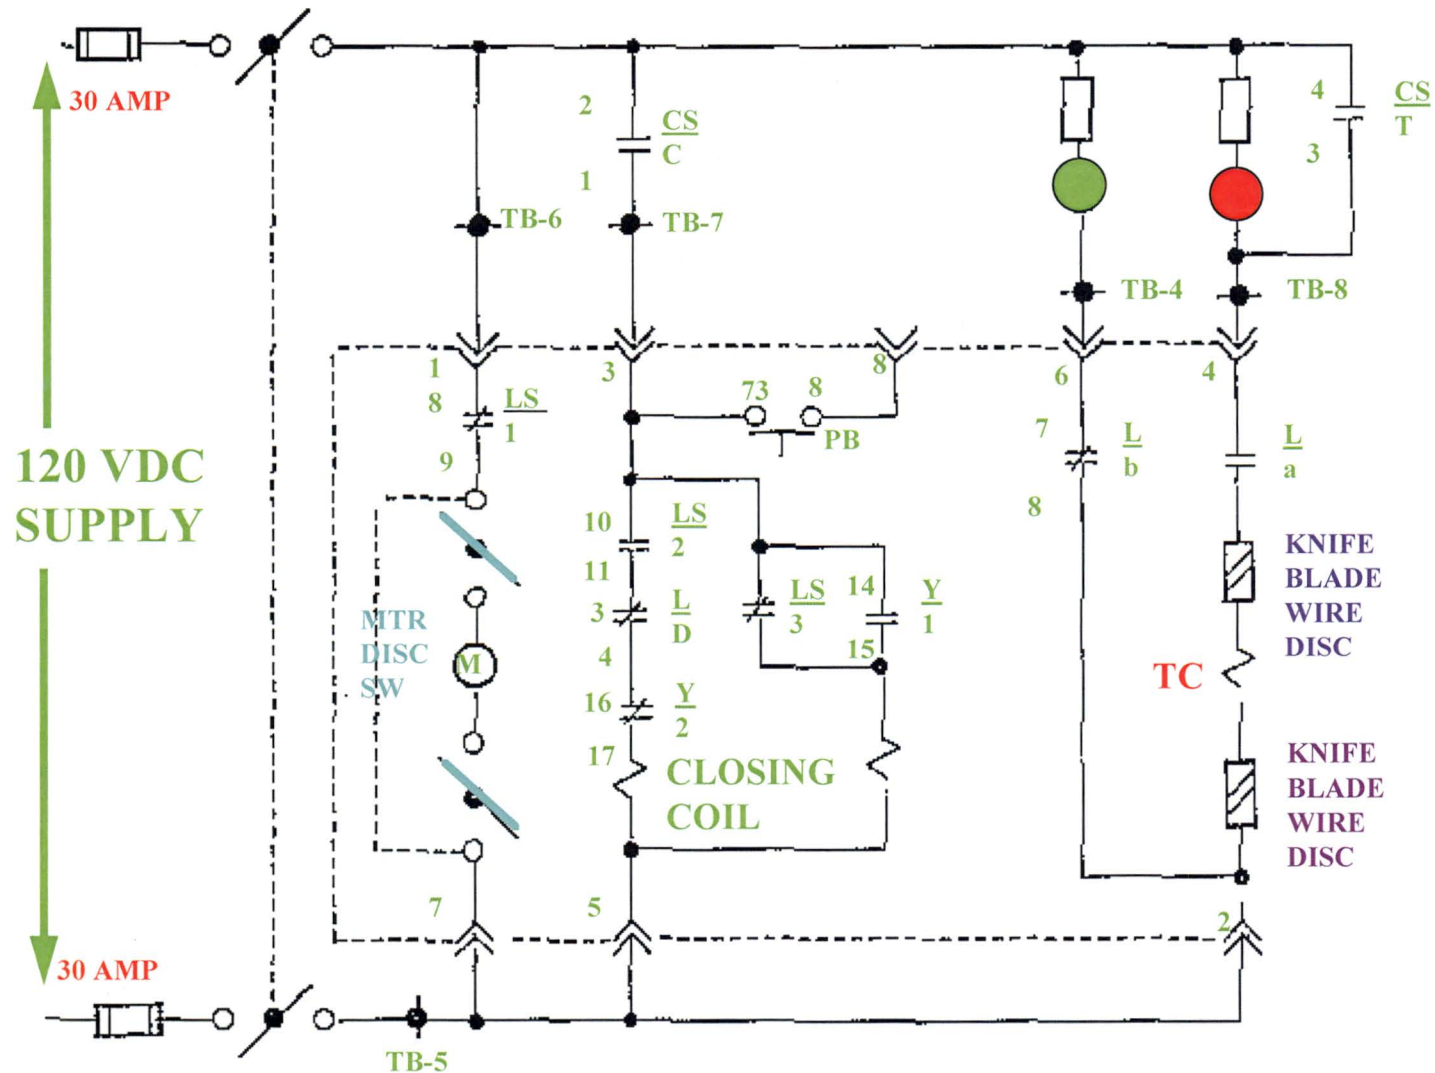 30 AMP
2
CS
C
1
4
CS
T
3
TB-6
TB-7
TB-4
TB-8
1
3
8
6
4
8
LS
1
9
73
8
PB
7
L
b
8
L
a
120 VDC
SUPPLY
10
LS
2
11
3
L
D
4
16
Y
2
17
LS
3
14
Y
1
15
MTR
DISC
SW
M
CLOSING
COIL
KNIFE
BLADE
WIRE
DISC
TC
KNIFE
BLADE
WIRE
DISC
7
5
2
30 AMP
TB-5